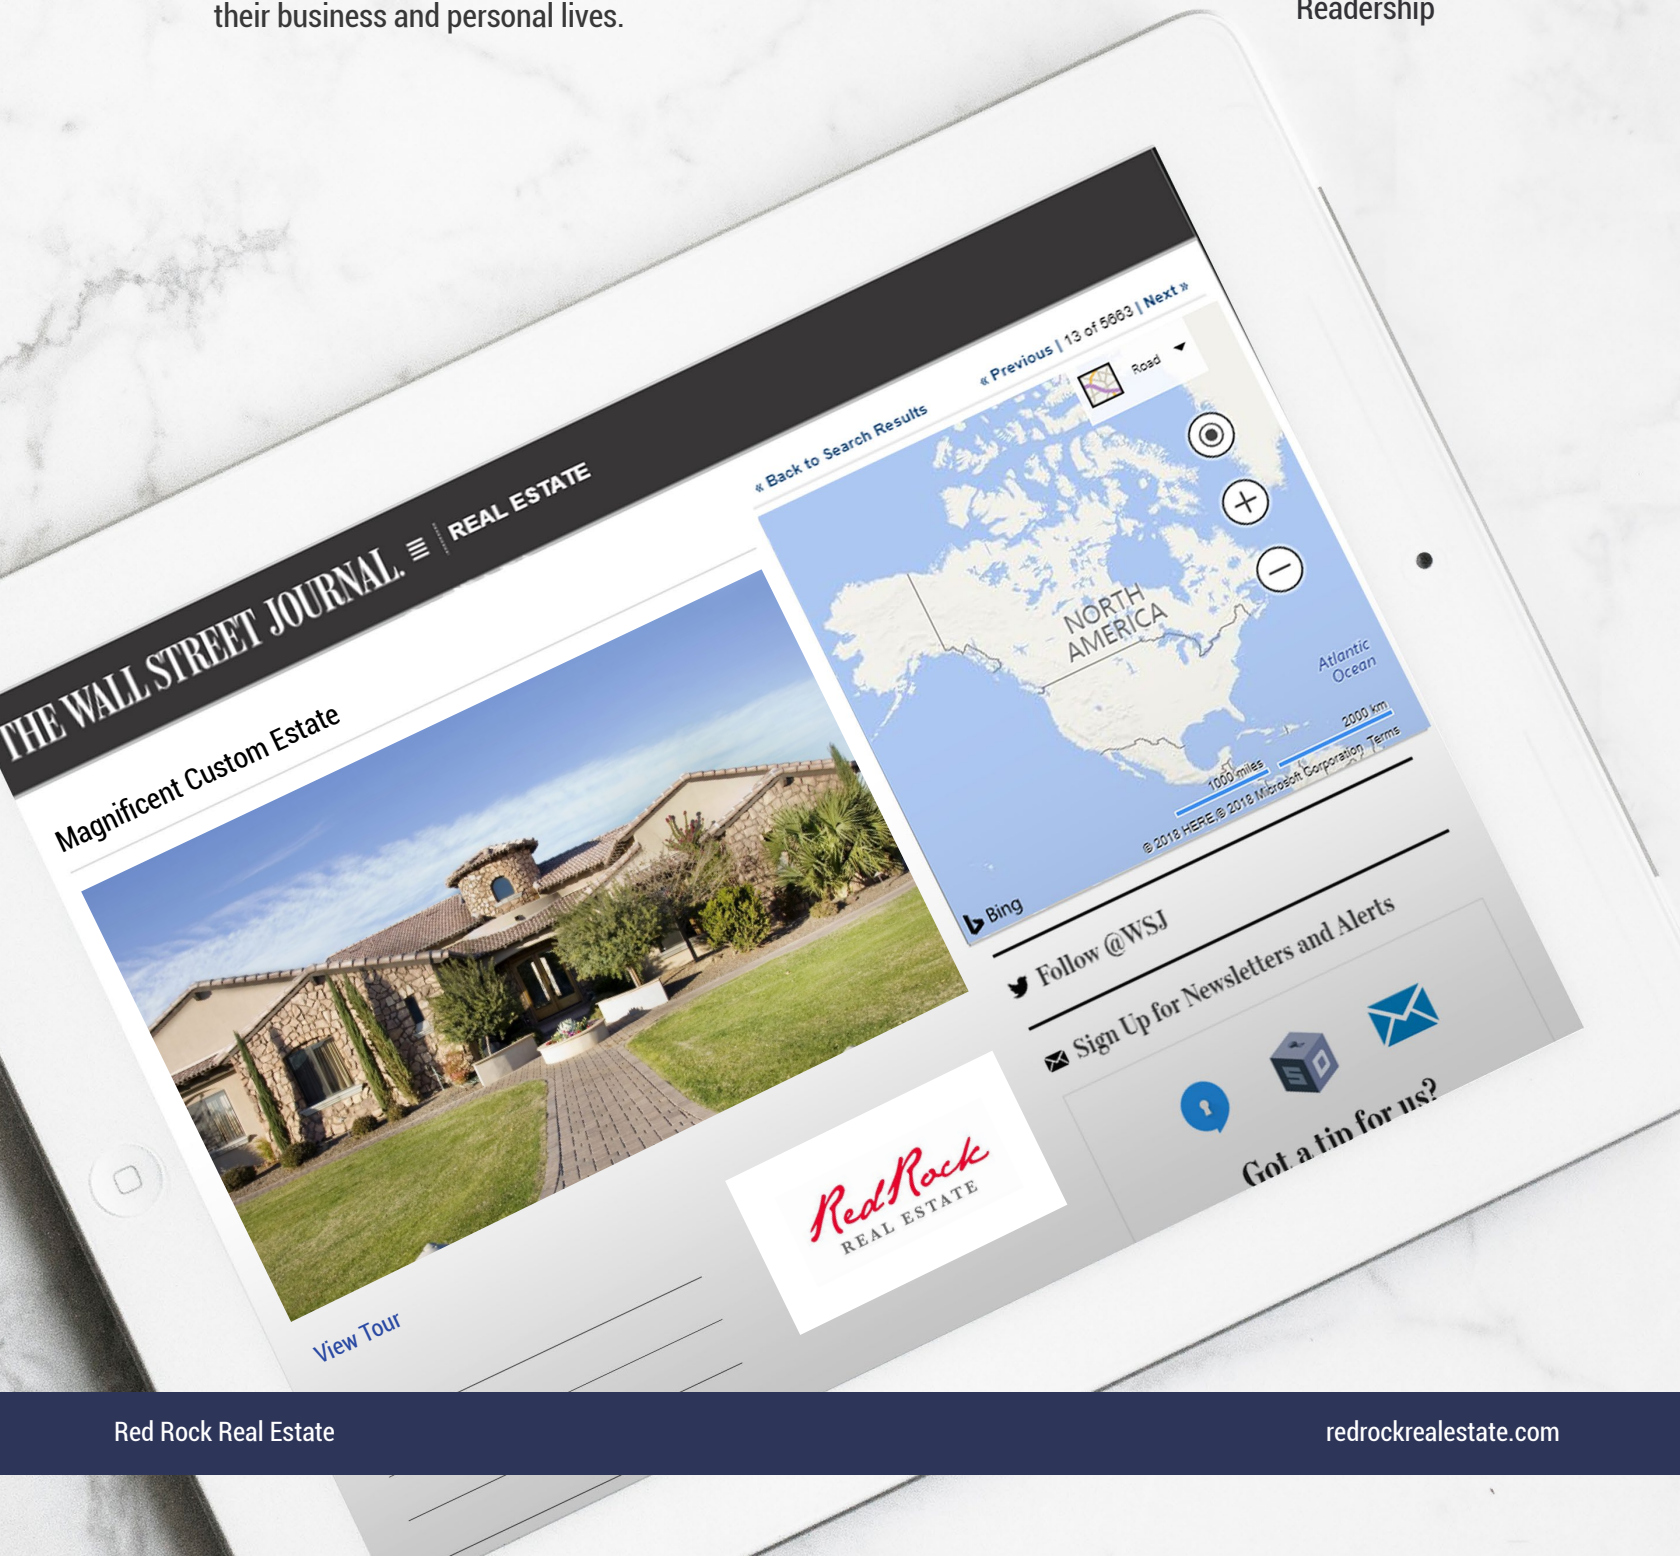 their business and personal lives.
Readership
THE WALL STREET JOURNAL.
REAL ESTATE
« Back to Search Results
« Previous | 13 of 5663 | Next »
Magnificent Custom Estate
Road
NORTH
AMERICA
Atlantic
Ocean
2000 km
1000 miles
© 2018 HERE, © 2018 Microsoft Corporation Terms
Bing
Follow @WSJ
Sign Up for Newsletters and Alerts
SD
Got a tip for us?
RedRock
REAL ESTATE
View Tour
Red Rock Real Estate
redrockrealestate.com